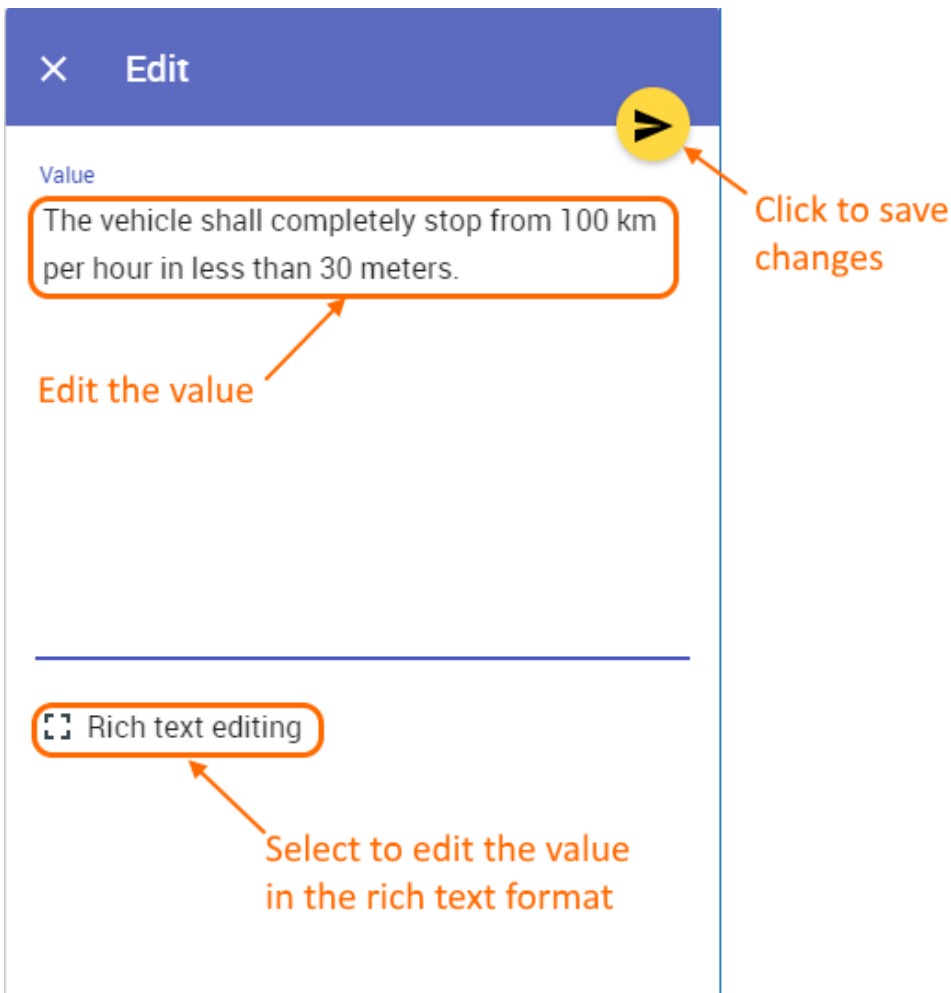 Edit
Value
The vehicle shall completely stop from 100 km
per hour in less than 30 meters.
Click to save
changes
Edit the value
Rich text editing
Select to edit the value
in the rich text format